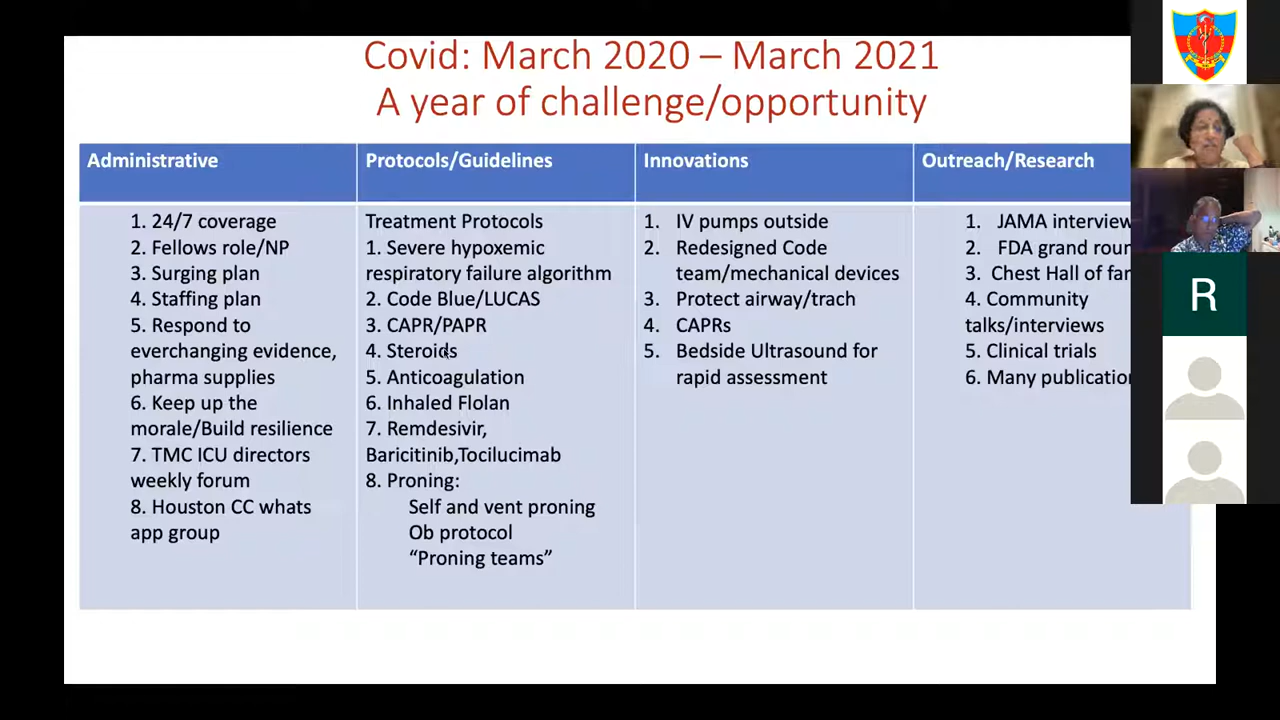 Covid: March 2020 – March 2021
A year of challenge/opportunity
Administrative
1. 24/7 coverage
2. Fellows role/NP
3. Surging plan
4. Staffing plan
5. Respond to
everchanging evidence,
pharma supplies
6. Keep up the
morale/Build resilience
7. TMC ICU directors
weekly forum
8. Houston CC whats
app group
Protocols/Guidelines
Treatment Protocols
1. Severe hypoxemic
respiratory failure algorithm
2. Code Blue/LUCAS
3. CAPR/PAPR
4. Steroids
5. Anticoagulation
6. Inhaled Flolan
7. Remdesivir,
Baricitinib,Tocilucimab
8. Proning:
Self and vent proning
Ob protocol
“Proning teams”
Innovations
1. IV pumps outside
2. Redesigned Code
team/mechanical devices
3. Protect airway/trach
4. CAPRs
5. Bedside Ultrasound for
rapid assessment
Outreach/Research
1. JAMA interview
2. FDA grand
3. Chest Hall of
4. Community
talks/interviews
5. Clinical trials
6. Many
R